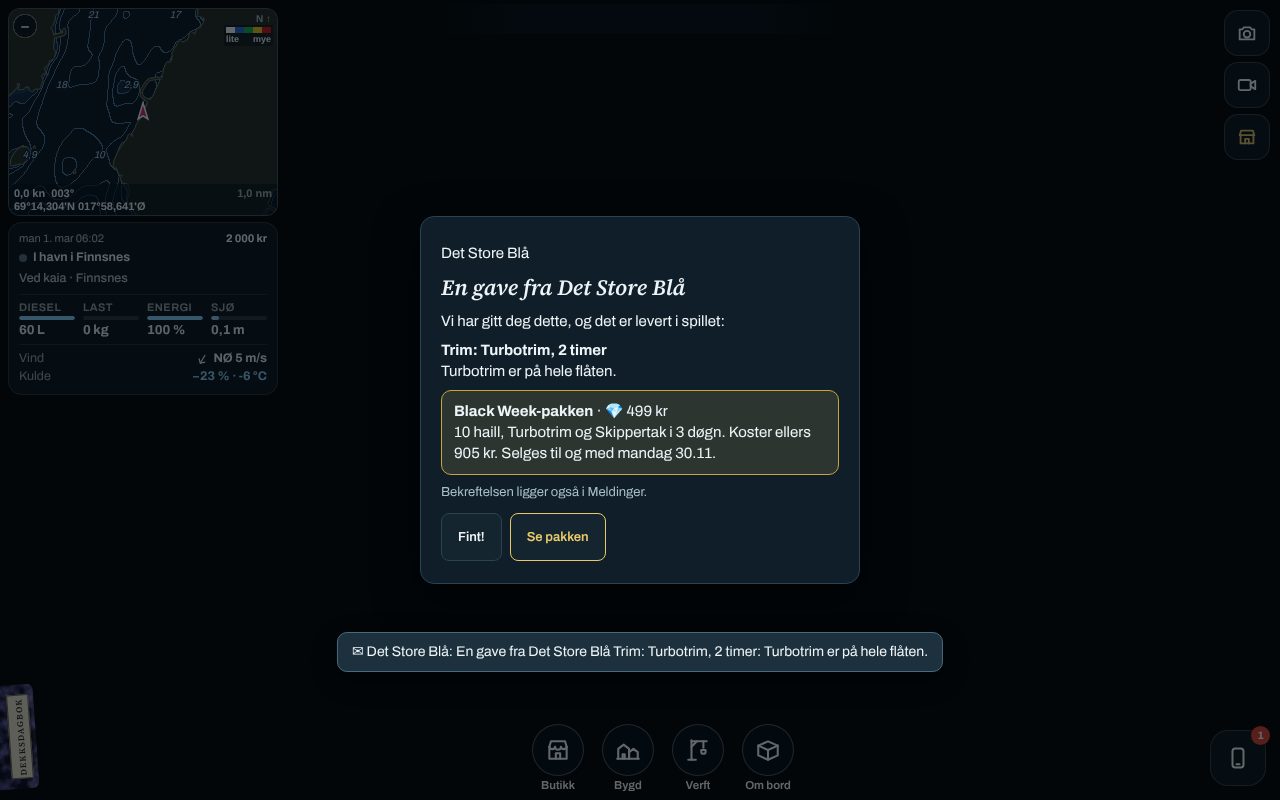 21
17
N ↑
lite mye
18
2,9
4,9
10
0,0 kn 003°
1,0 nm
69°14,304'N 017°58,641'Ø
man 1. mar 06:02
2 000 kr
I havn i Finnsnes
Ved kaia · Finnsnes
DIESEL LAST ENERGI SJØ
60 L 0 kg 100 % 0,1 m
Vind ↙ NØ 5 m/s
Kulde −23 % · -6 °C
Det Store Blå
En gave fra Det Store Blå
Vi har gitt deg dette, og det er levert i spillet:
Trim: Turbotrim, 2 timer
Turbotrim er på hele flåten.
Black Week-pakken · 💎 499 kr
10 haill, Turbotrim og Skippertak i 3 døgn. Koster ellers
905 kr. Selges til og med mandag 30.11.
Bekreftelsen ligger også i Meldinger.
Fint!
Se pakken
✉ Det Store Blå: En gave fra Det Store Blå Trim: Turbotrim, 2 timer: Turbotrim er på hele flåten.
DEKKSDAGBOK
Butikk
Bygd
Verft
Om bord
1